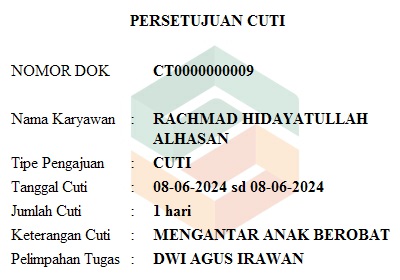 PERSETUJUAN CUTI
NOMOR DOK CT0000000009
Nama Karyawan : RACHMAD HIDAYATULLAH
ALHASAN
Tipe Pengajuan : CUTI
Tanggal Cuti : 08-06-2024 sd 08-06-2024
Jumlah Cuti : 1 hari
Keterangan Cuti : MENGANTAR ANAK BEROBAT
Pelimpahan Tugas : DWI AGUS IRAWAN